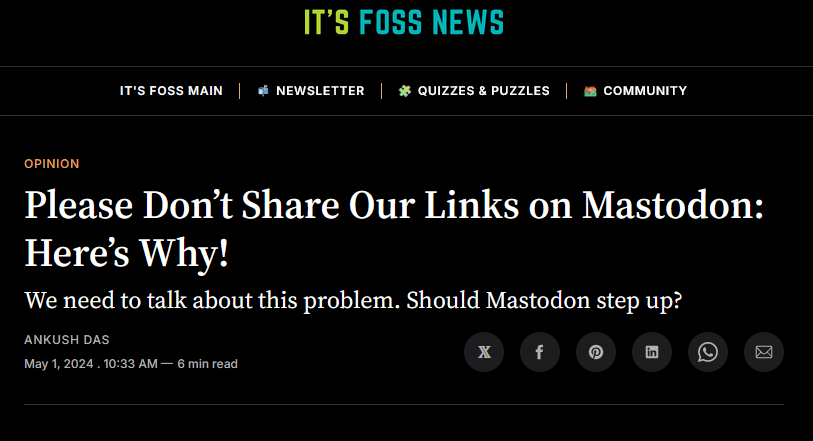 IT'S FOSS NEWS
IT'S FOSS MAIN
NEWSLETTER
QUIZZES & PUZZLES
COMMUNITY
OPINION
Please Don’t Share Our Links on Mastodon:
Here’s Why!
We need to talk about this problem. Should Mastodon step up?
ANKUSH DAS
May 1, 2024 . 10:33 AM — 6 min read